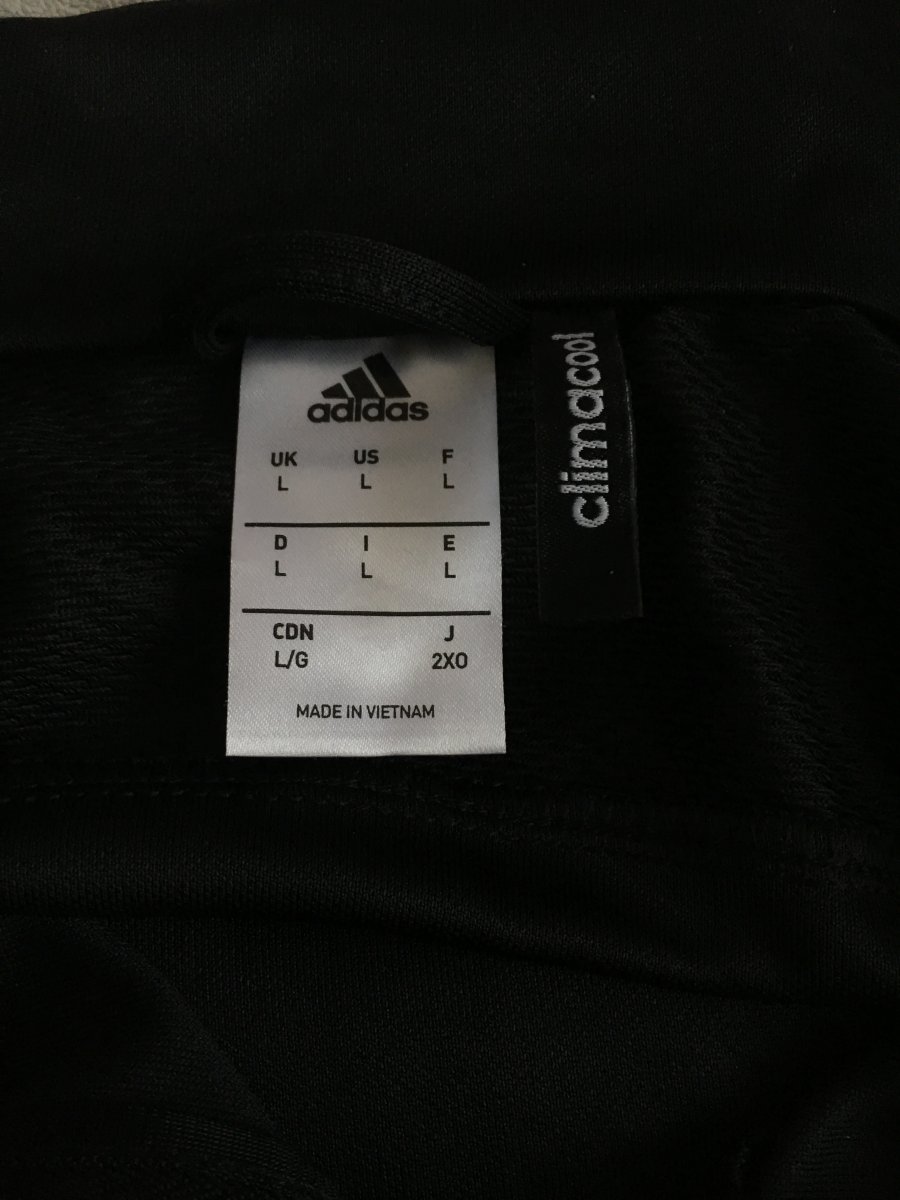 adidas
UK US F
L L L
D I E
L L L
CDN J
L/G 2XO
MADE IN VIETNAM
climacool